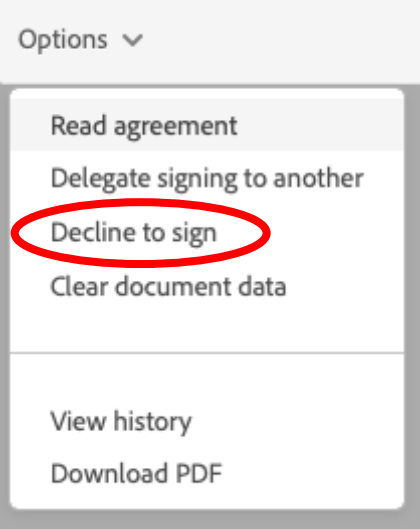 Options
Read agreement
Delegate signing to another
Decline to sign
Clear document data
View history
Download PDF